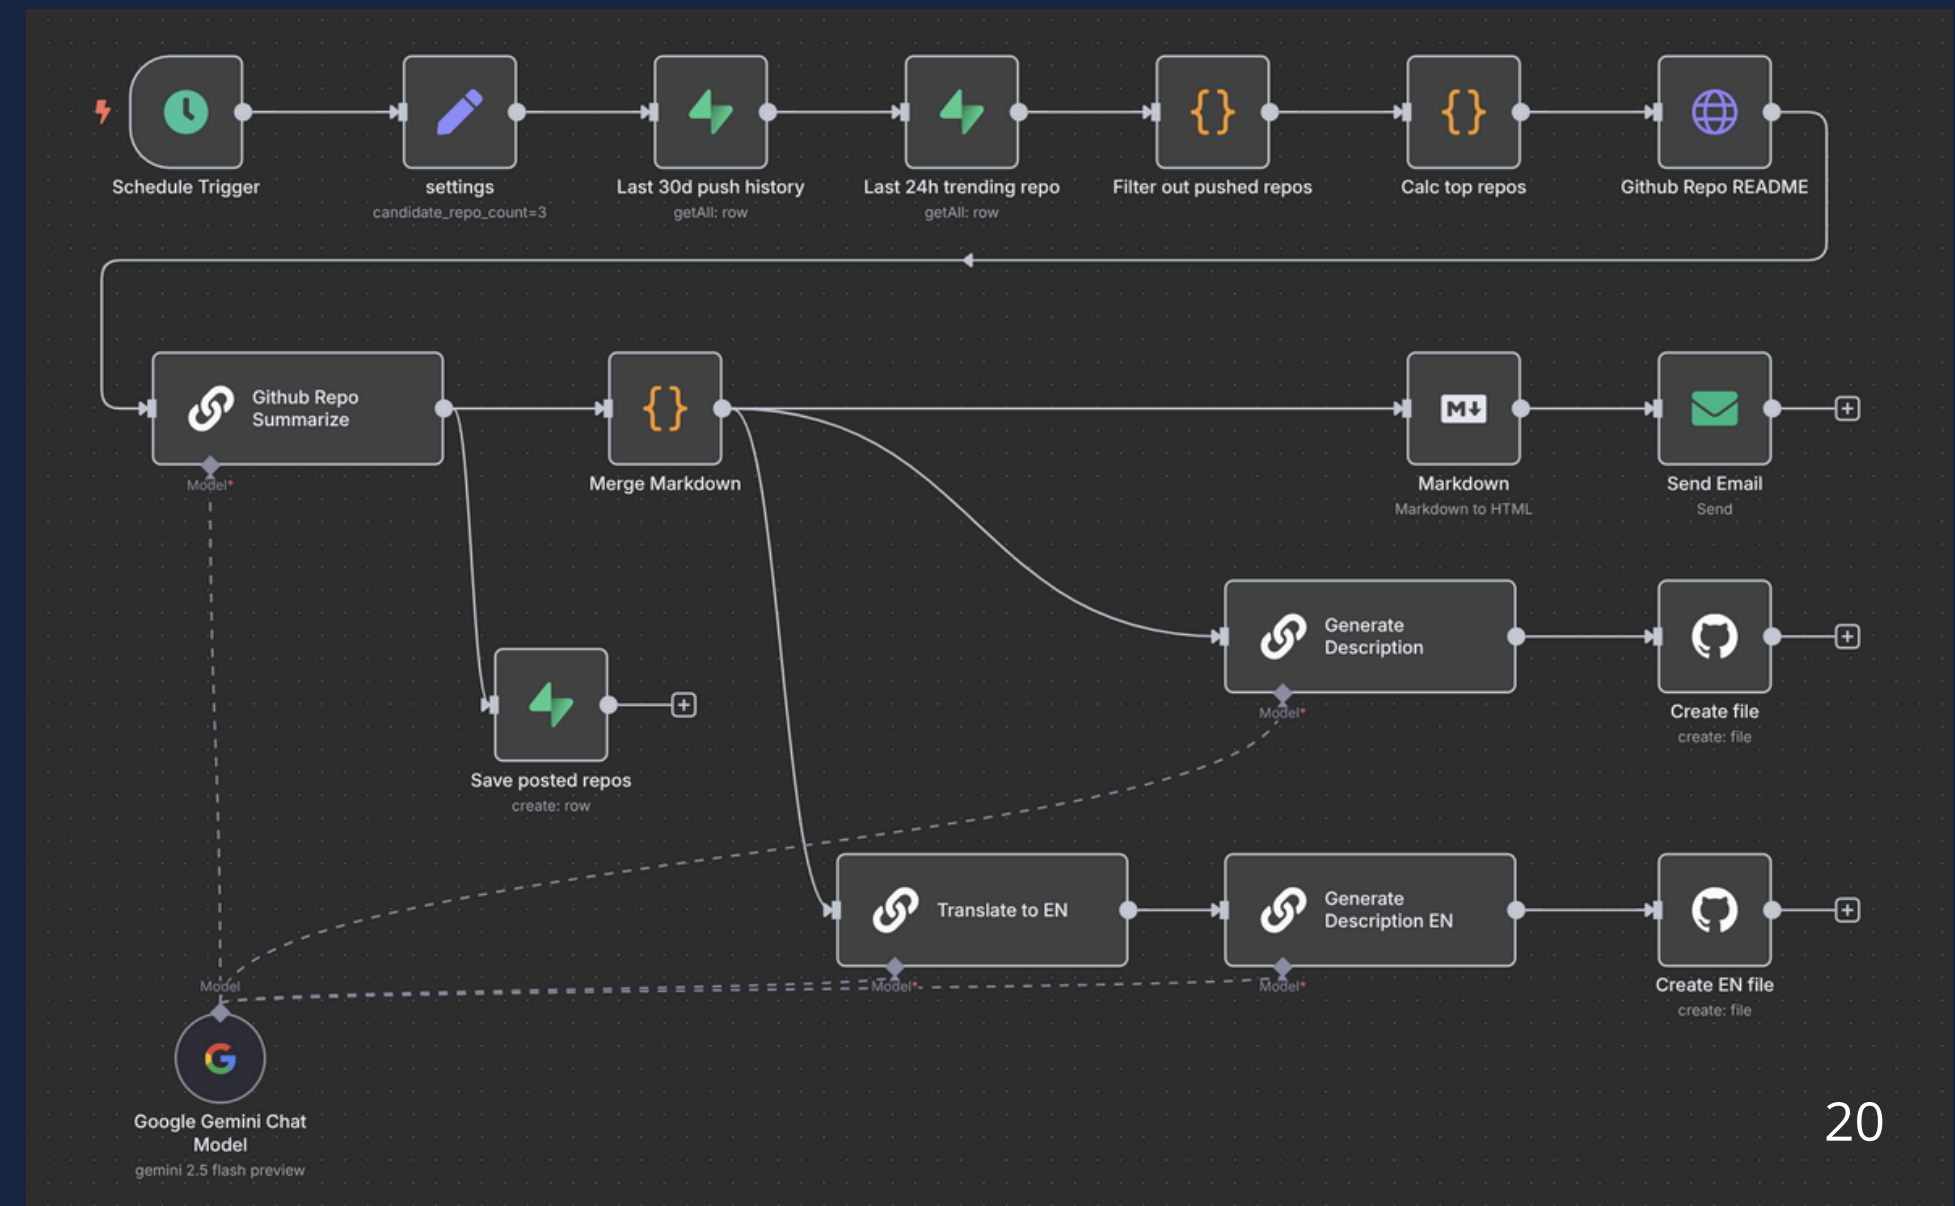 Schedule Trigger
settings
candidate_repo_count=3
Last 30d push history
getAll: row
Last 24h trending repo
getAll: row
Filter out pushed repos
Calc top repos
Github Repo README
Github Repo
Summarize
Model*
Merge Markdown
M
Markdown
Markdown to HTML
Send Email
Send
Generate
Description
Model*
Create file
create: file
Save posted repos
create: row
Translate to EN
Model*
Generate
Description EN
Model*
Create EN file
create: file
Model
G
Google Gemini Chat
Model
gemini 2.5 flash preview
20